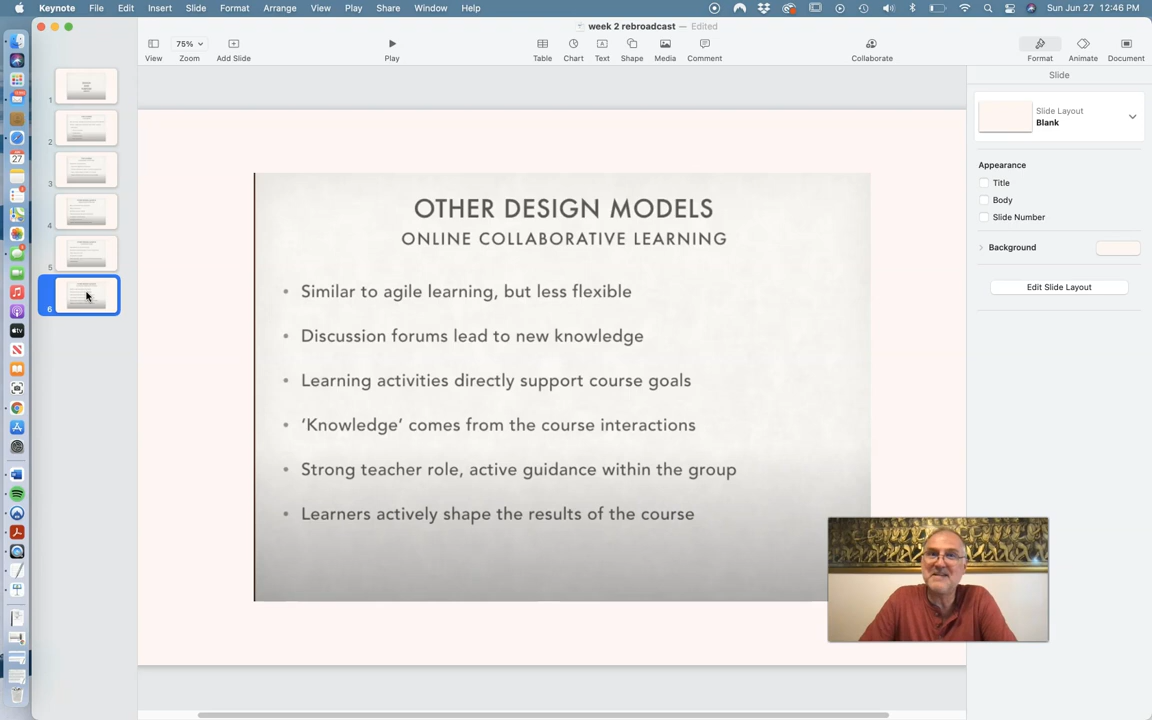 Keynote File Edit Insert Slide Format Arrange View Play Share Window Help Sun Jun 27 12:46 PM
week 2 rebroadcast — Edited
75%
View Zoom Add Slide Play Table Chart Text Shape Media Comment Collaborate Format Animate Document
Slide
Slide Layout
Blank
Appearance
Title
Body
Slide Number
Background
Edit Slide Layout
1
2
3
4
5
6
27
OTHER DESIGN MODELS
ONLINE COLLABORATIVE LEARNING
• Similar to agile learning, but less flexible
• Discussion forums lead to new knowledge
• Learning activities directly support course goals
• ‘Knowledge’ comes from the course interactions
• Strong teacher role, active guidance within the group
• Learners actively shape the results of the course